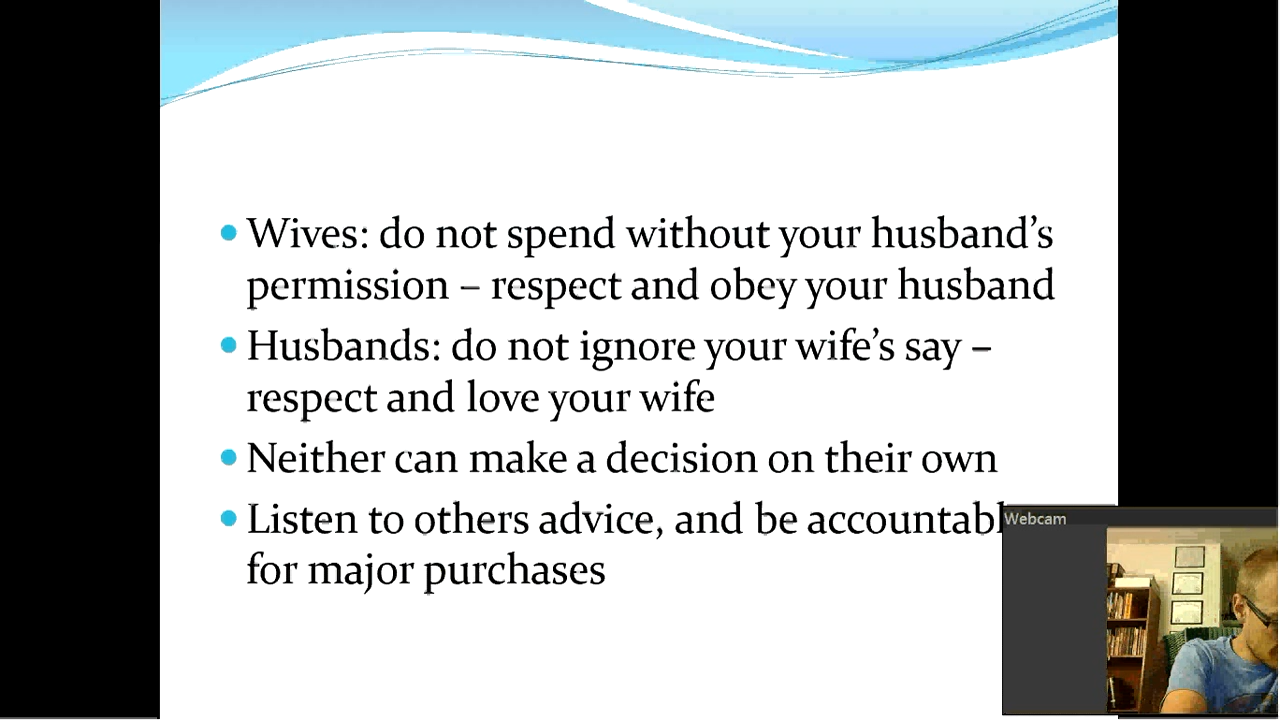 Wives: do not spend without your husband's
permission – respect and obey your husband
Husbands: do not ignore your wife's say –
respect and love your wife
Neither can make a decision on their own
Listen to others advice, and be accountabl
for major purchases
Webcam